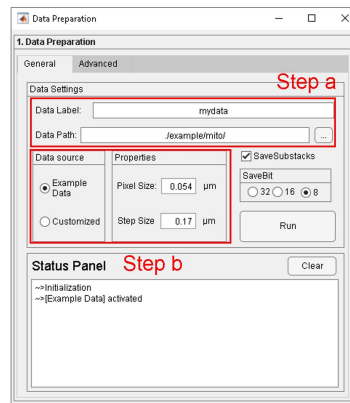 Data Preparation
1. Data Preparation
General Advanced
Step a
Data Settings
Data Label: mydata
Data Path: ./example/mito/ ...
Data source
Example Data
Customized
Properties
Pixel Size: 0.054 µm
Step Size 0.17 µm
SaveSubstacks
SaveBit
32 16 8
Run
Status Panel Step b Clear
~>Initialization
~>[Example Data] activated